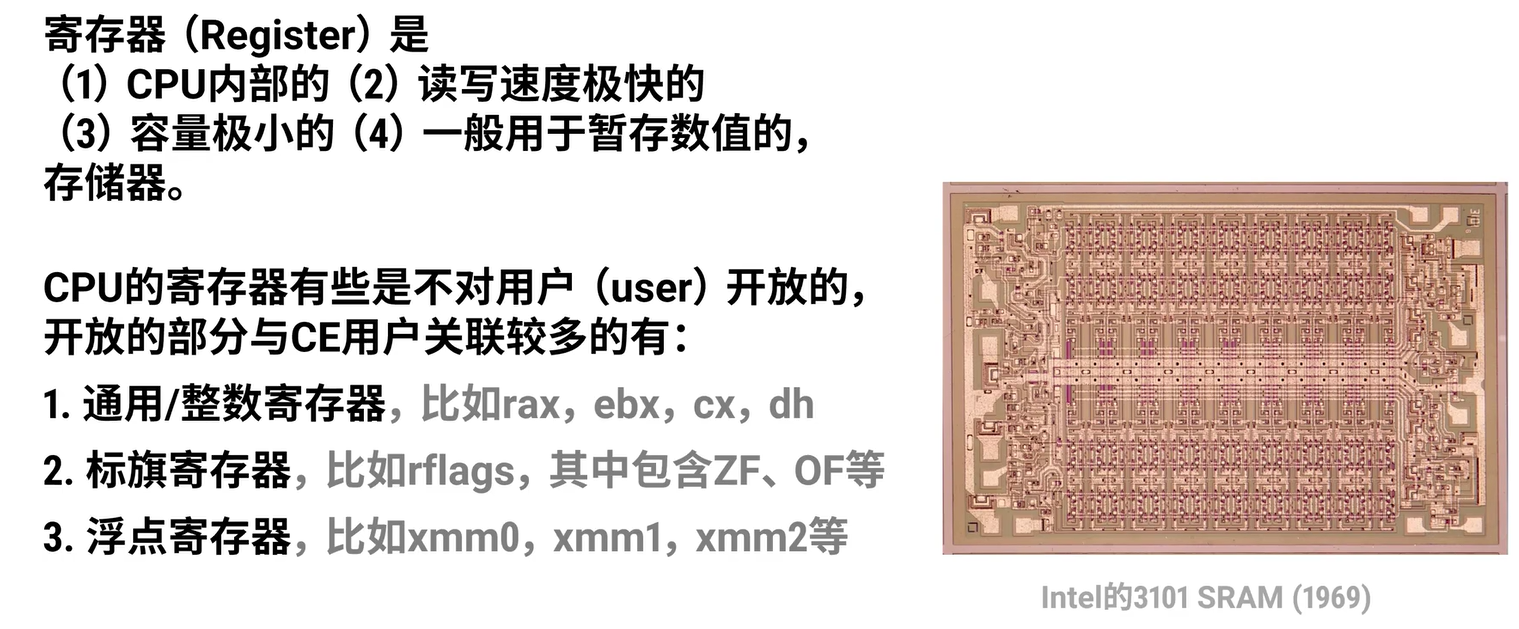 寄存器（Register）是
（1）CPU内部的（2）读写速度极快的
（3）容量极小的（4）一般用于暂存数值的，
存储器。
CPU的寄存器有些是不对用户（user）开放的，
开放的部分与CE用户关联较多的有：
1. 通用/整数寄存器，比如rax，ebx，cx，dh
2. 标旗寄存器，比如rflags，其中包含ZF、OF等
3. 浮点寄存器，比如xmm0，xmm1，xmm2等
Intel的3101 SRAM (1969)